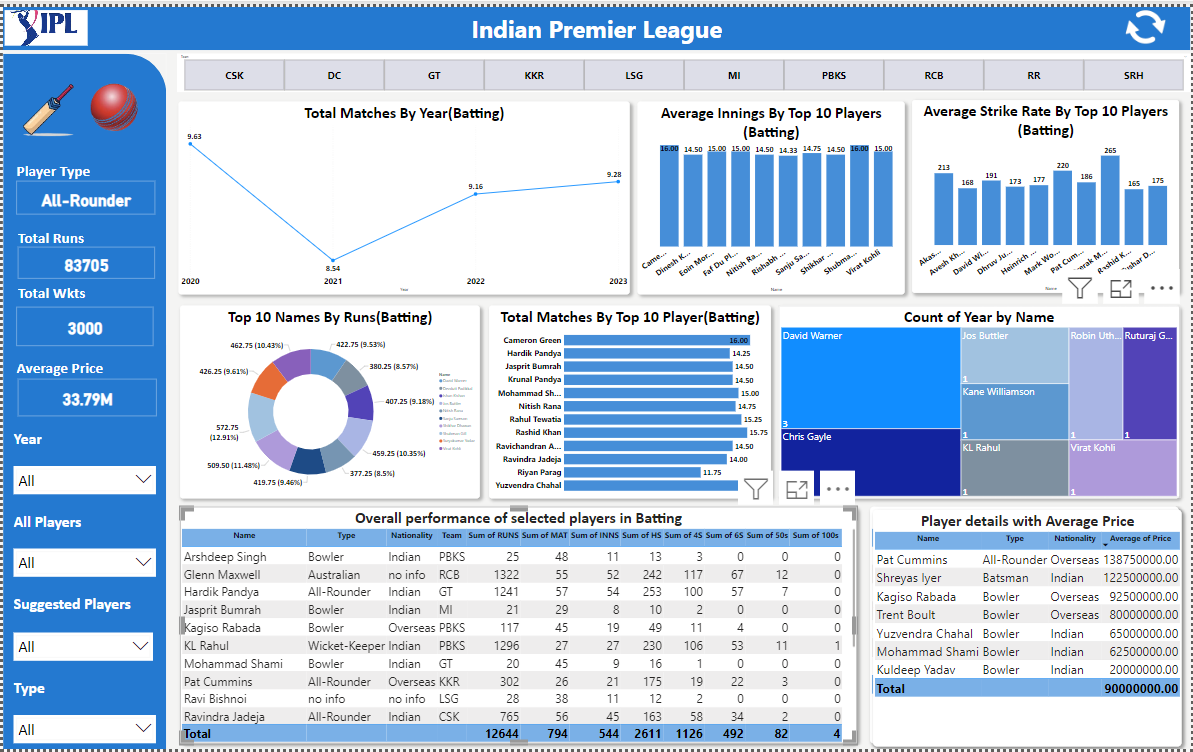 IPL
Indian Premier League
CSK DC GT KKR LSG MI PBKS RCB RR SRH
Player Type
All-Rounder
Total Runs
83705
Total Wkts
3000
Average Price
33.79M
Year
All
All Players
All
Suggested Players
All
Type
All
Total Matches By Year(Batting)
9.63
8.54
9.16
9.28
2020 2021 2022 2023
Year
Average Innings By Top 10 Players
(Batting)
16.00 14.50 15.00 15.00 14.50 14.33 14.75 14.50 16.00 15.00
Came... Dinesh K... Eoin Mor... Faf Du Pl... Nitish Ra... Rishabh ... Sanju Sa... Shikhar ... Shubma... Virat Kohli
Name
Average Strike Rate By Top 10 Players
(Batting)
213 168 191 173 177 220 186 265 165 175
Akas... Avesh Kh... David Wi... Dhruv Ju... Heinrich ... Mark Wo... Pat Cum...
Name
Top 10 Names By Runs(Batting)
462.75 (10.43%)
422.75 (9.53%)
426.25 (9.61%)
380.25 (8.57%)
407.25 (9.18%)
572.75
(12.91%)
459.25 (10.35%)
509.50 (11.48%)
377.25 (8.5%)
419.75 (9.46%)
Name
Total Matches By Top 10 Player(Batting)
Cameron Green 16.00
Hardik Pandya 14.25
Jasprit Bumrah 14.50
Krunal Pandya 14.50
Mohammad Sh... 15.00
Nitish Rana 14.75
Rahul Tewatia 15.25
Rashid Khan 15.75
Ravichandran A... 14.50
Ravindra Jadeja 14.00
Riyan Parag 11.75
Yuzvendra Chahal
Count of Year by Name
David Warner
3
Chris Gayle
Jos Buttler
1
Kane Williamson
1
KL Rahul
1
Robin Uth...
1
Ruturaj G...
1
Virat Kohli
1
Overall performance of selected players in Batting
Name Type Nationality Team Sum of RUNS Sum of MAT Sum of INNS Sum of HS Sum of 4S Sum of 6S Sum of 50s Sum of 100s
Arshdeep Singh Bowler Indian PBKS 25 48 11 13 3 0 0 0
Glenn Maxwell Australian no info RCB 1322 55 52 242 117 67 12 0
Hardik Pandya All-Rounder Indian GT 1241 57 54 253 100 57 7 0
Jasprit Bumrah Bowler Indian MI 21 29 8 10 2 0 0 0
Kagiso Rabada Bowler Overseas PBKS 117 45 19 49 11 4 0 0
KL Rahul Wicket-Keeper Indian PBKS 1296 27 27 230 106 53 11 1
Mohammad Shami Bowler Indian GT 20 45 9 16 1 0 0 0
Pat Cummins All-Rounder Overseas KKR 302 26 21 175 19 22 3 0
Ravi Bishnoi no info no info LSG 28 38 11 12 2 0 0 0
Ravindra Jadeja All-Rounder Indian CSK 765 56 45 163 58 34 2 0
Total 12644 794 544 2611 1126 492 82 4
Player details with Average Price
Name Type Nationality Average of Price
Pat Cummins All-Rounder Overseas 138750000.00
Shreyas Iyer Batsman Indian 122500000.00
Kagiso Rabada Bowler Overseas 92500000.00
Trent Boult Bowler Overseas 80000000.00
Yuzvendra Chahal Bowler Indian 65000000.00
Mohammad Shami Bowler Indian 62500000.00
Kuldeep Yadav Bowler Indian 20000000.00
Total 90000000.00